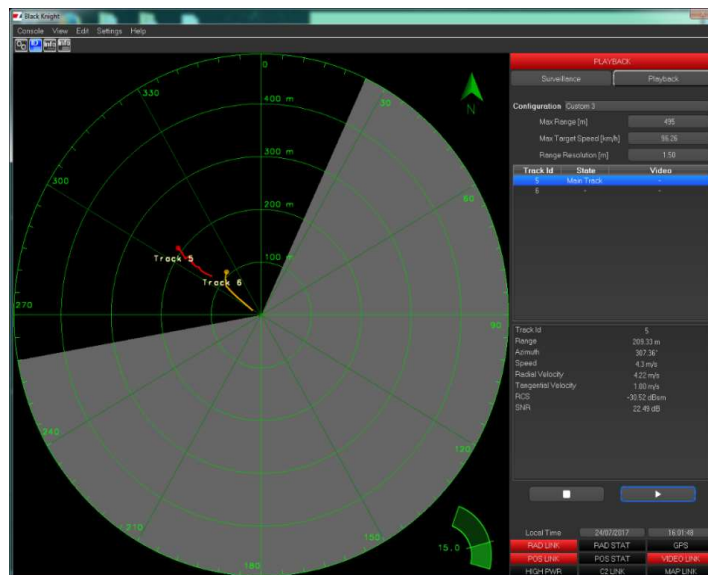 Black Knight
Console View Edit Settings Help
PLAYBACK
Surveillance Playback
Configuration Custom 3
Max Range [m] 495
Max Target Speed [km/h] 96.26
Range Resolution [m] 1.50
Track Id State Video
5 Main Track -
6 - -
Track Id 5
Range 209.33 m
Azimuth 307.36°
Speed 4.3 m/s
Radial Velocity 4.22 m/s
Tangential Velocity 1.00 m/s
RCS -30.52 dBsm
SNR 22.49 dB
Local Time 24/07/2017 16:01:48
RAD LINK RAD STAT GPS
POS LINK POS STAT VIDEO LINK
HIGH PWR C2 LINK MAP LINK
0
330
30
400 m
300 m
300
60
200 m
N
Track 5
100 m
Track 6
270
90
240
120
210
150
180
15.0